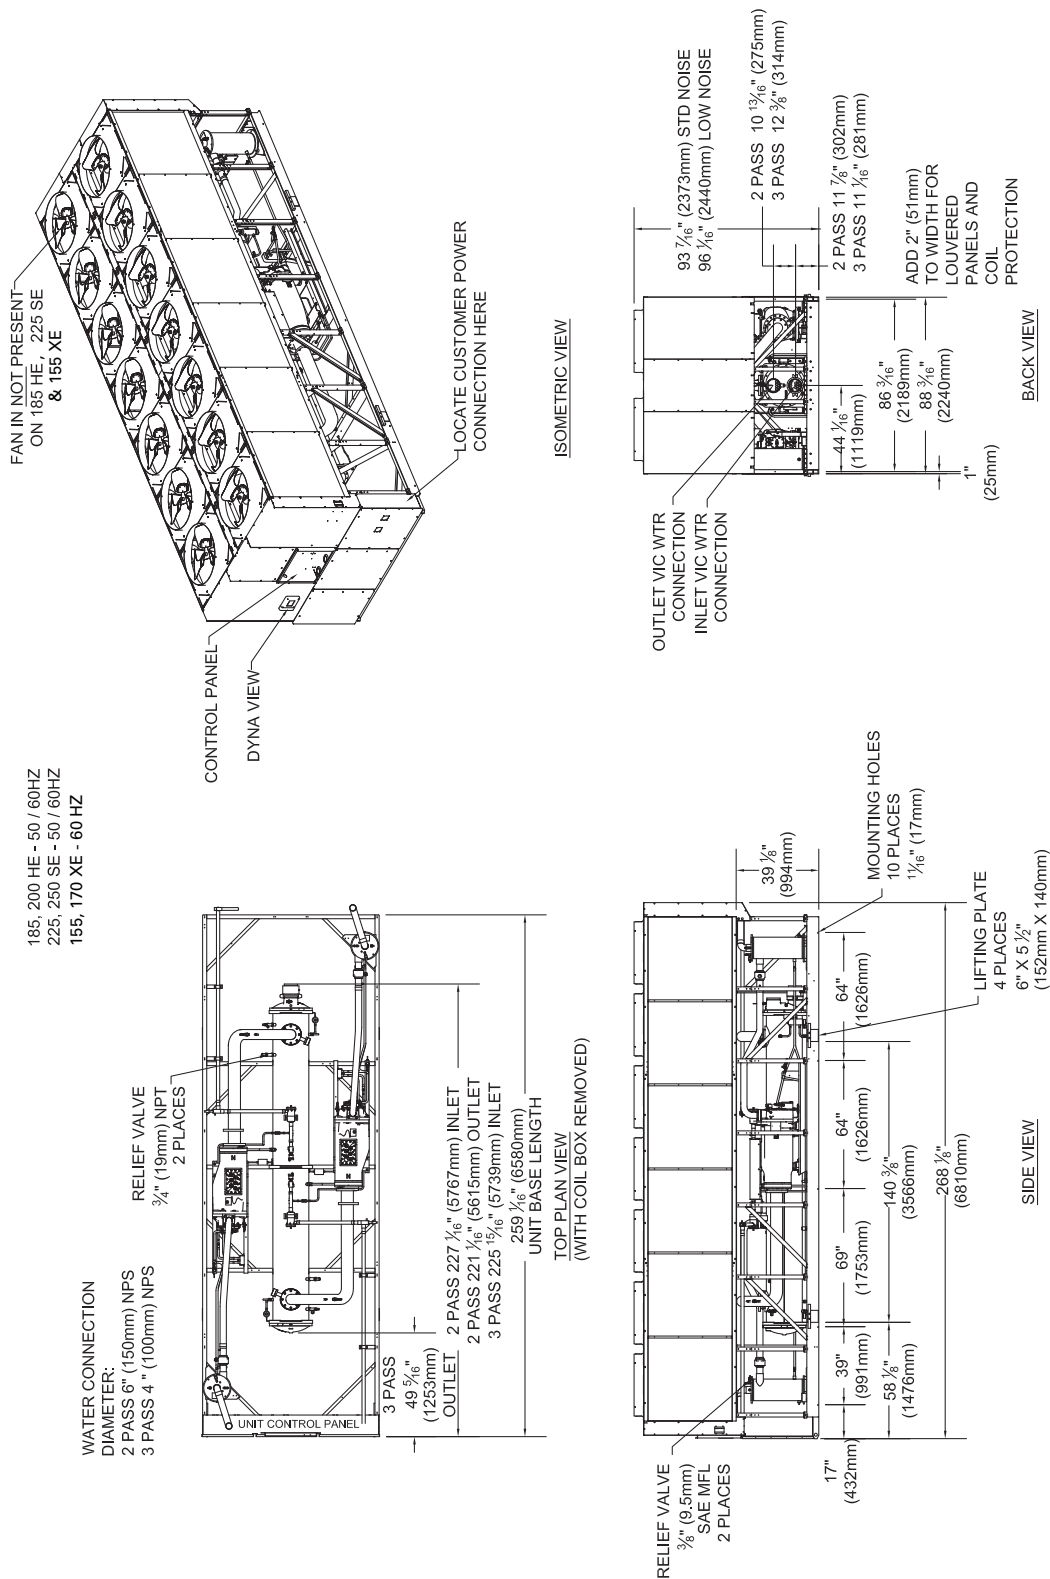 185, 200 HE - 50 / 60HZ
225, 250 SE - 50 / 60HZ
155, 170 XE - 60 HZ
WATER CONNECTION
DIAMETER:
2 PASS 6" (150mm) NPS
3 PASS 4 " (100mm) NPS
RELIEF VALVE
3/4" (19mm) NPT
2 PLACES
UNIT CONTROL PANEL
3 PASS
49 5/16"
(1253mm)
OUTLET
2 PASS 227 1/16" (5767mm) INLET
2 PASS 221 1/16" (5615mm) OUTLET
3 PASS 225 15/16" (5739mm) INLET
259 1/16" (6580mm)
UNIT BASE LENGTH
TOP PLAN VIEW
(WITH COIL BOX REMOVED)
FAN IN NOT PRESENT
ON 185 HE, 225 SE
& 155 XE
CONTROL PANEL
DYNA VIEW
LOCATE CUSTOMER POWER
CONNECTION HERE
ISOMETRIC VIEW
RELIEF VALVE
3/8" (9.5mm)
SAE MFL
2 PLACES
39 1/8"
(994mm)
MOUNTING HOLES
10 PLACES
11/16" (17mm)
LIFTING PLATE
4 PLACES
6" X 5 1/2"
(152mm X 140mm)
17"
(432mm)
39"
(991mm)
69"
(1753mm)
64"
(1626mm)
64"
(1626mm)
58 1/8"
(1476mm)
140 3/8"
(3566mm)
268 1/8"
(6810mm)
SIDE VIEW
OUTLET VIC WTR
CONNECTION
INLET VIC WTR
CONNECTION
93 7/16" (2373mm) STD NOISE
96 1/16" (2440mm) LOW NOISE
2 PASS 10 13/16" (275mm)
3 PASS 12 3/8" (314mm)
2 PASS 11 7/8" (302mm)
3 PASS 11 1/16" (281mm)
44 1/16"
(1119mm)
86 3/16"
(2189mm)
88 3/16"
(2240mm)
1"
(25mm)
ADD 2" (51mm)
TO WIDTH FOR
LOUVERED
PANELS AND
COIL
PROTECTION
BACK VIEW